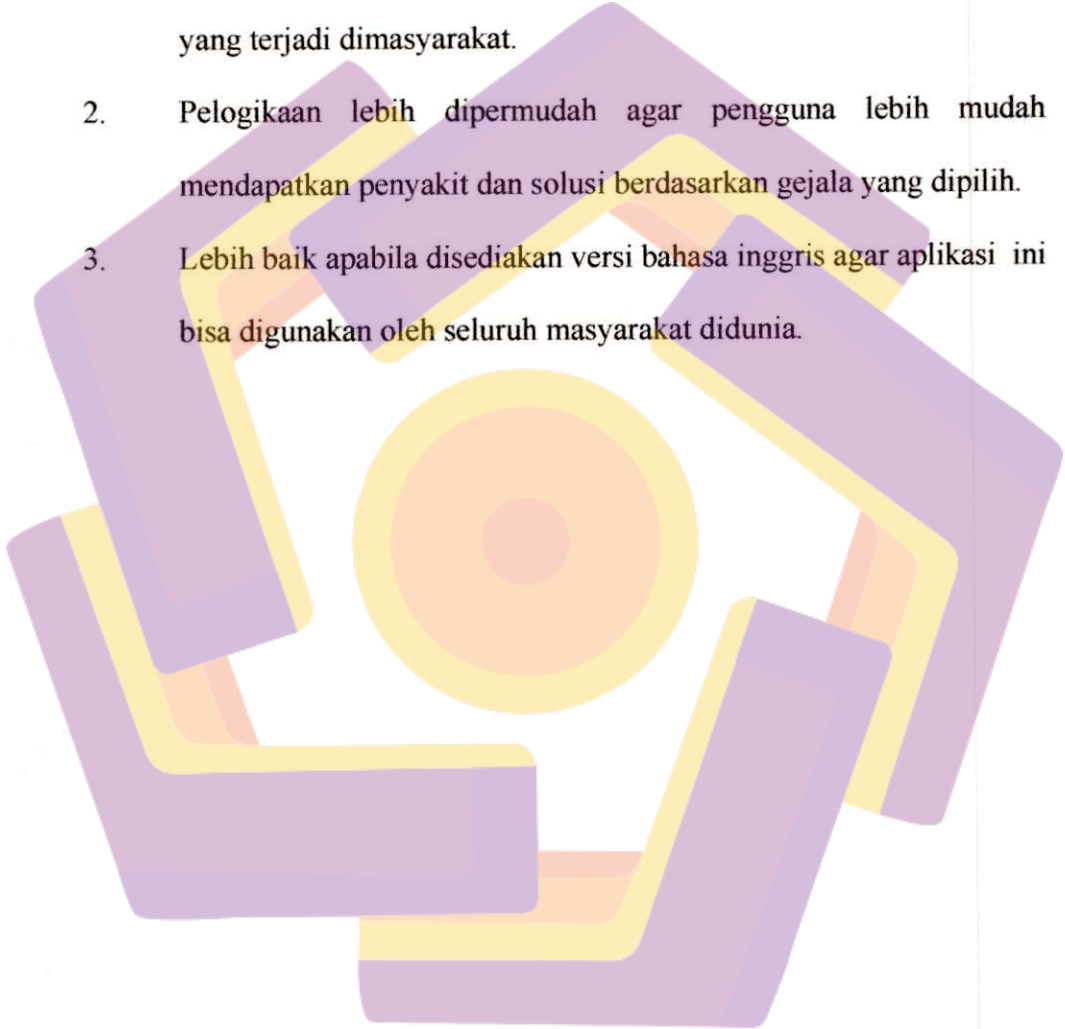 yang terjadi dimasyarakat.
2. Pelogikaan lebih dipermudah agar pengguna lebih mudah
mendapatkan penyakit dan solusi berdasarkan gejala yang dipilih.
3. Lebih baik apabila disediakan versi bahasa inggris agar aplikasi ini
bisa digunakan oleh seluruh masyarakat didunia.